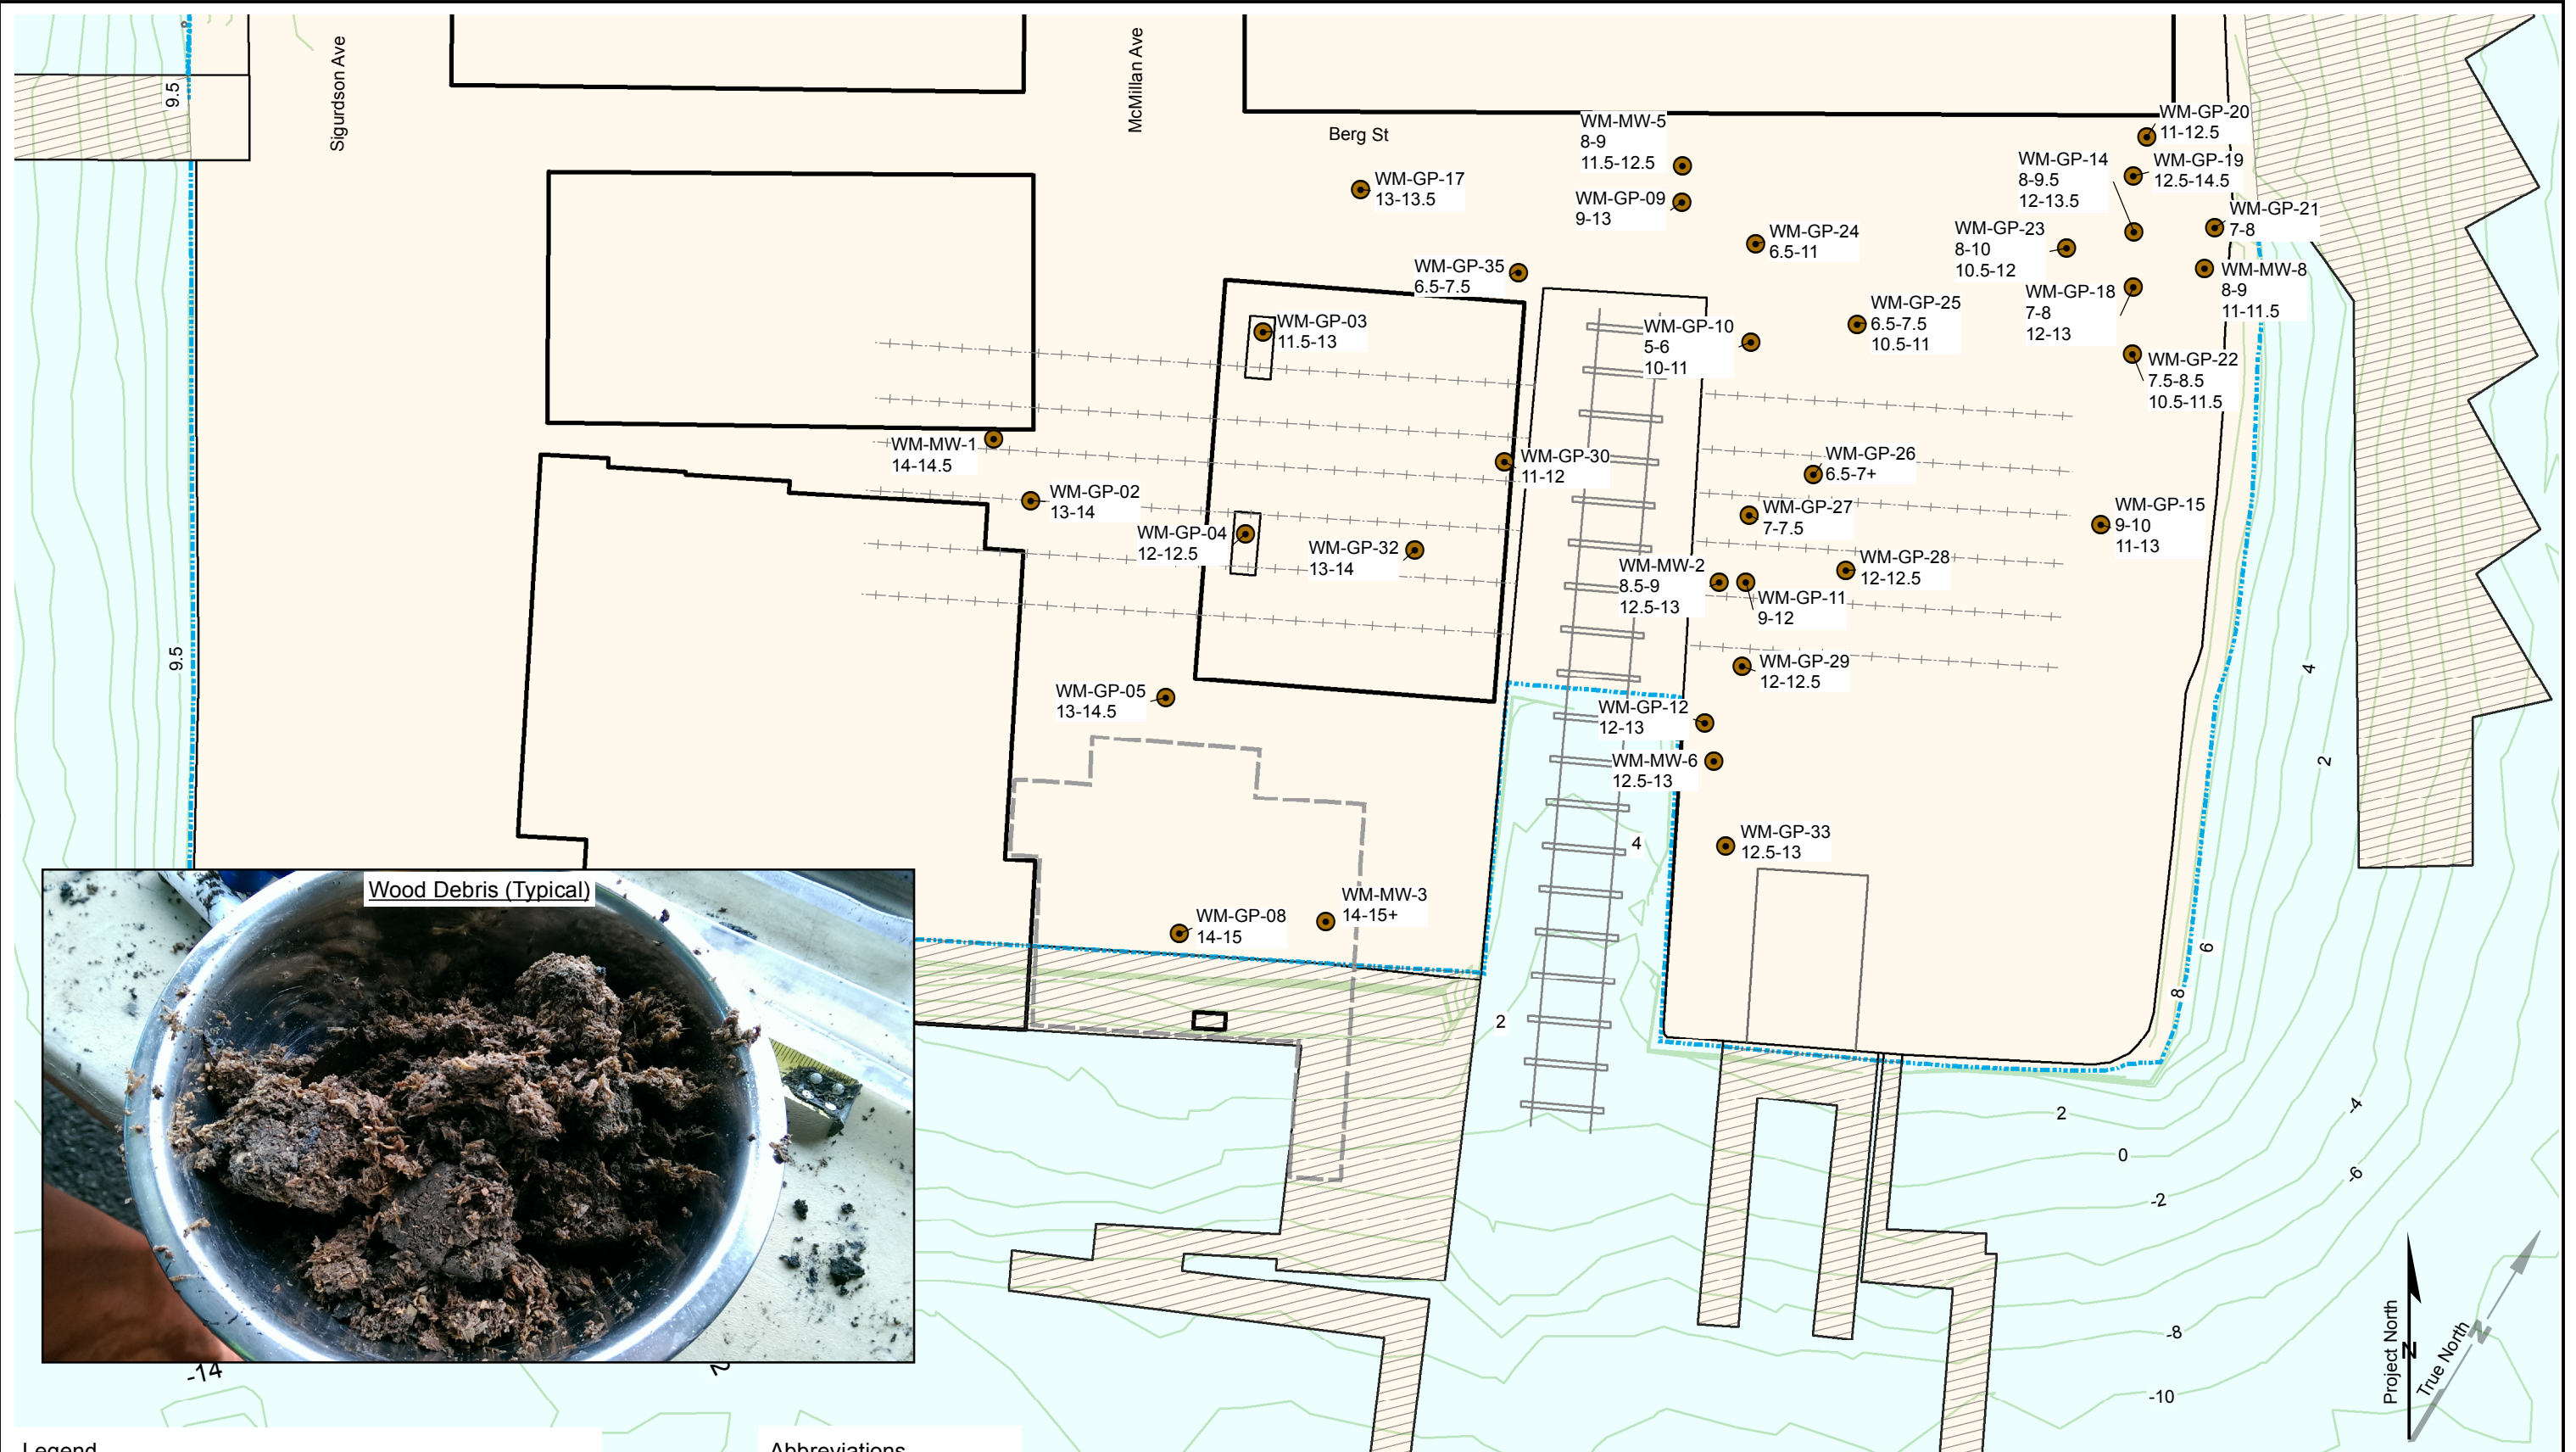 Sigurdson Ave
McMillan Ave
Berg St
9.5
9.5
WM-MW-5
8-9
11.5-12.5
WM-GP-20
11-12.5
WM-GP-14
8-9.5
12-13.5
WM-GP-19
12.5-14.5
WM-GP-17
13-13.5
WM-GP-09
9-13
WM-GP-21
7-8
WM-GP-24
6.5-11
WM-GP-23
8-10
10.5-12
WM-GP-35
6.5-7.5
WM-MW-8
8-9
11-11.5
WM-GP-18
7-8
12-13
WM-GP-25
6.5-7.5
10.5-11
WM-GP-03
11.5-13
WM-GP-10
5-6
10-11
WM-GP-22
7.5-8.5
10.5-11.5
WM-MW-1
14-14.5
WM-GP-30
11-12
WM-GP-26
6.5-7+
WM-GP-02
13-14
WM-GP-27
7-7.5
WM-GP-15
9-10
11-13
WM-GP-04
12-12.5
WM-GP-32
13-14
WM-MW-2
8.5-9
12.5-13
WM-GP-28
12-12.5
WM-GP-11
9-12
WM-GP-29
12-12.5
WM-GP-05
13-14.5
WM-GP-12
12-13
WM-MW-6
12.5-13
WM-GP-33
12.5-13
WM-MW-3
14-15+
WM-GP-08
14-15
4
2
4
6
8
2
2
0
-2
-4
-6
-8
-10
Wood Debris (Typical)
-14
2
Project North
N
True North
N
Legend
Abbreviations